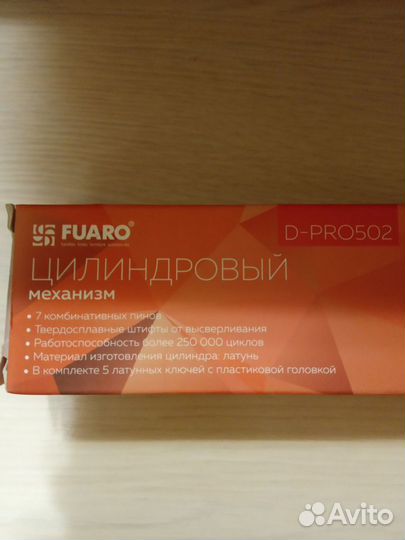 FUARO®
D-PRO502
ЦИЛИНДРОВЫЙ
механизм
• 7 комбинативных пинов
• Твердосплавные штифты от высверливания
• Работоспособность более 250 000 циклов
• Материал изготовления цилиндра: латунь
• В комплекте 5 латунных ключей с пластиковой головкой
Avito